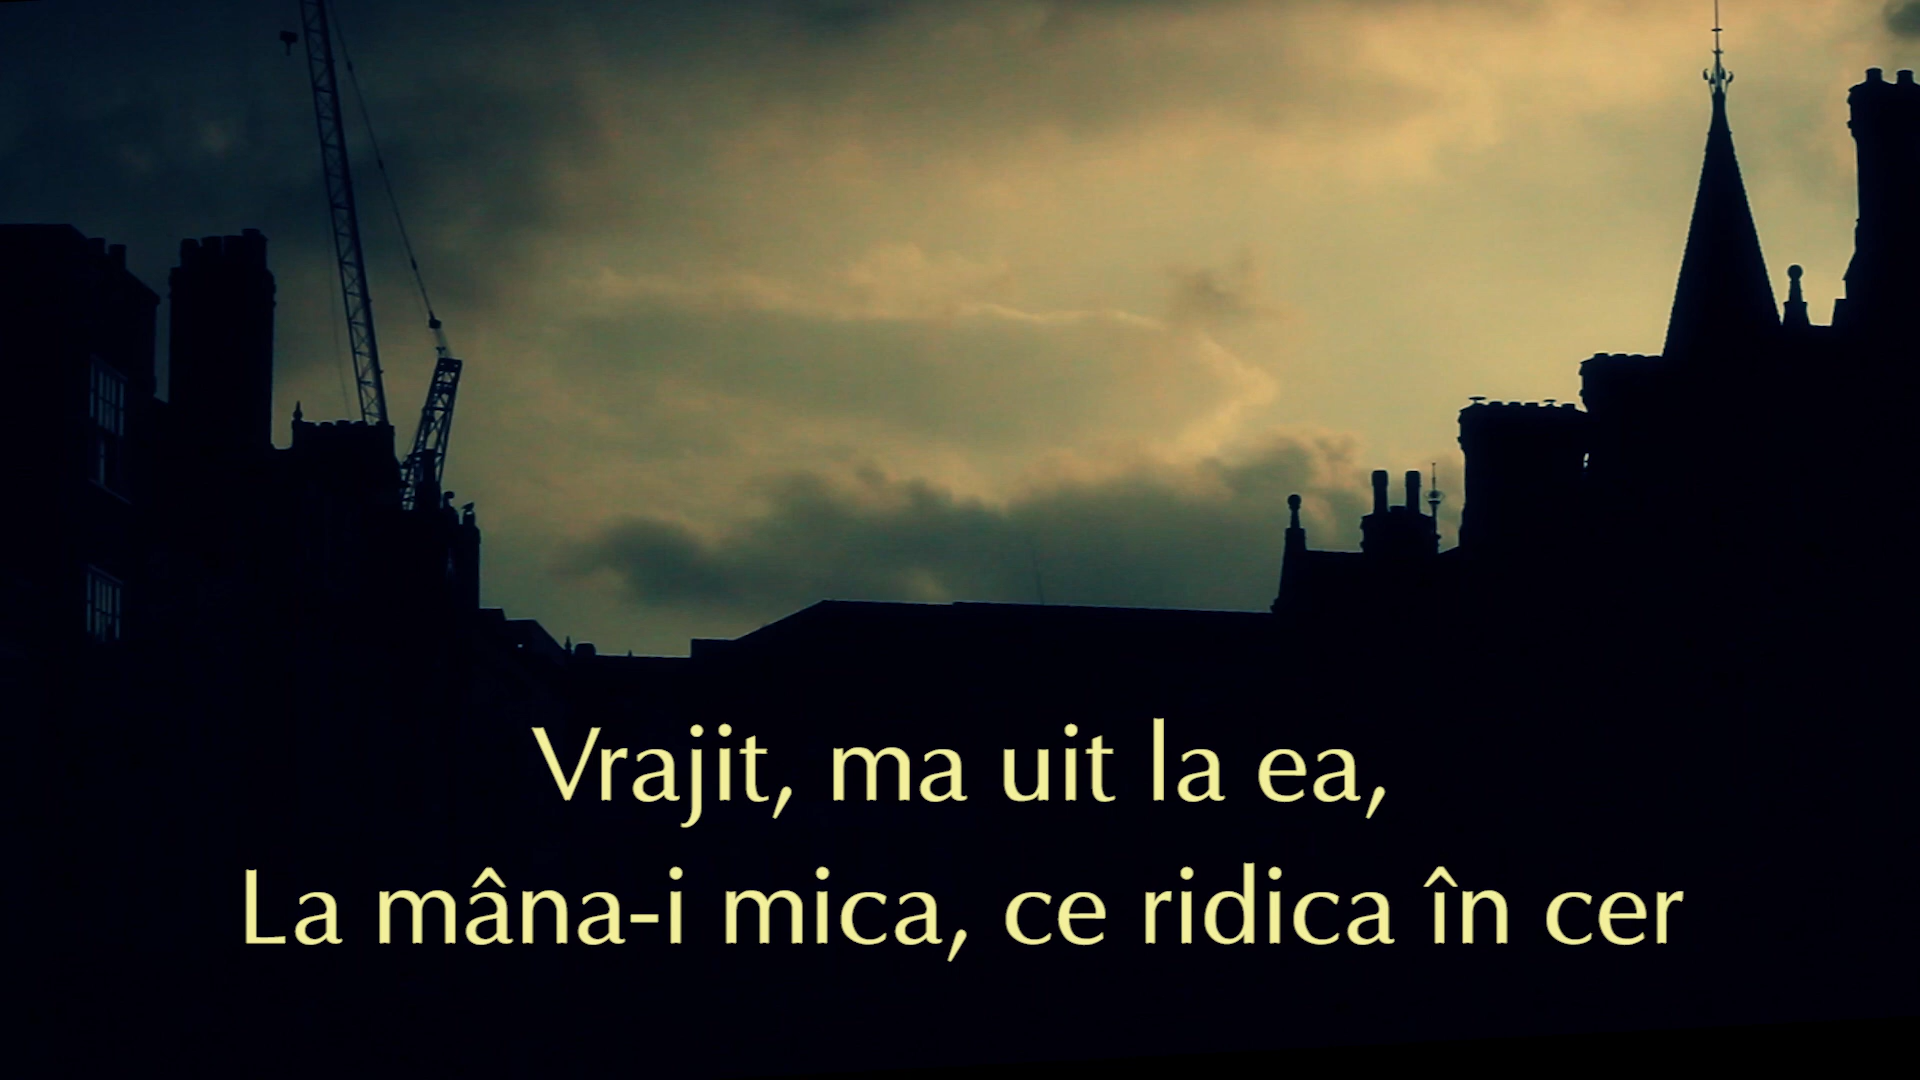 Vrajit, ma uit la ea,
La mâna-i mica, ce ridica în cer